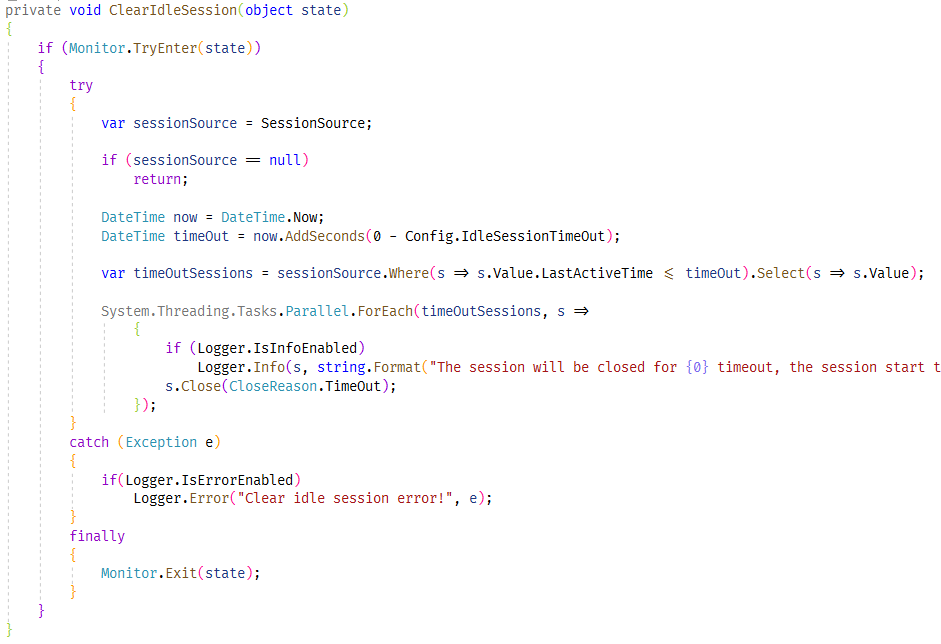 private void ClearIdleSession(object state)
{
    if (Monitor.TryEnter(state))
    {
        try
        {
            var sessionSource = SessionSource;

            if (sessionSource == null)
                return;

            DateTime now = DateTime.Now;
            DateTime timeOut = now.AddSeconds(0 - Config.IdleSessionTimeOut);

            var timeOutSessions = sessionSource.Where(s => s.Value.LastActiveTime <= timeOut).Select(s => s.Value);

            System.Threading.Tasks.Parallel.ForEach(timeOutSessions, s =>
                {
                    if (Logger.IsInfoEnabled)
                        Logger.Info(s, string.Format("The session will be closed for {0} timeout, the session start t
                    s.Close(CloseReason.TimeOut);
                });
        }
        catch (Exception e)
        {
            if(Logger.IsErrorEnabled)
                Logger.Error("Clear idle session error!", e);
        }
        finally
        {
            Monitor.Exit(state);
        }
    }
}